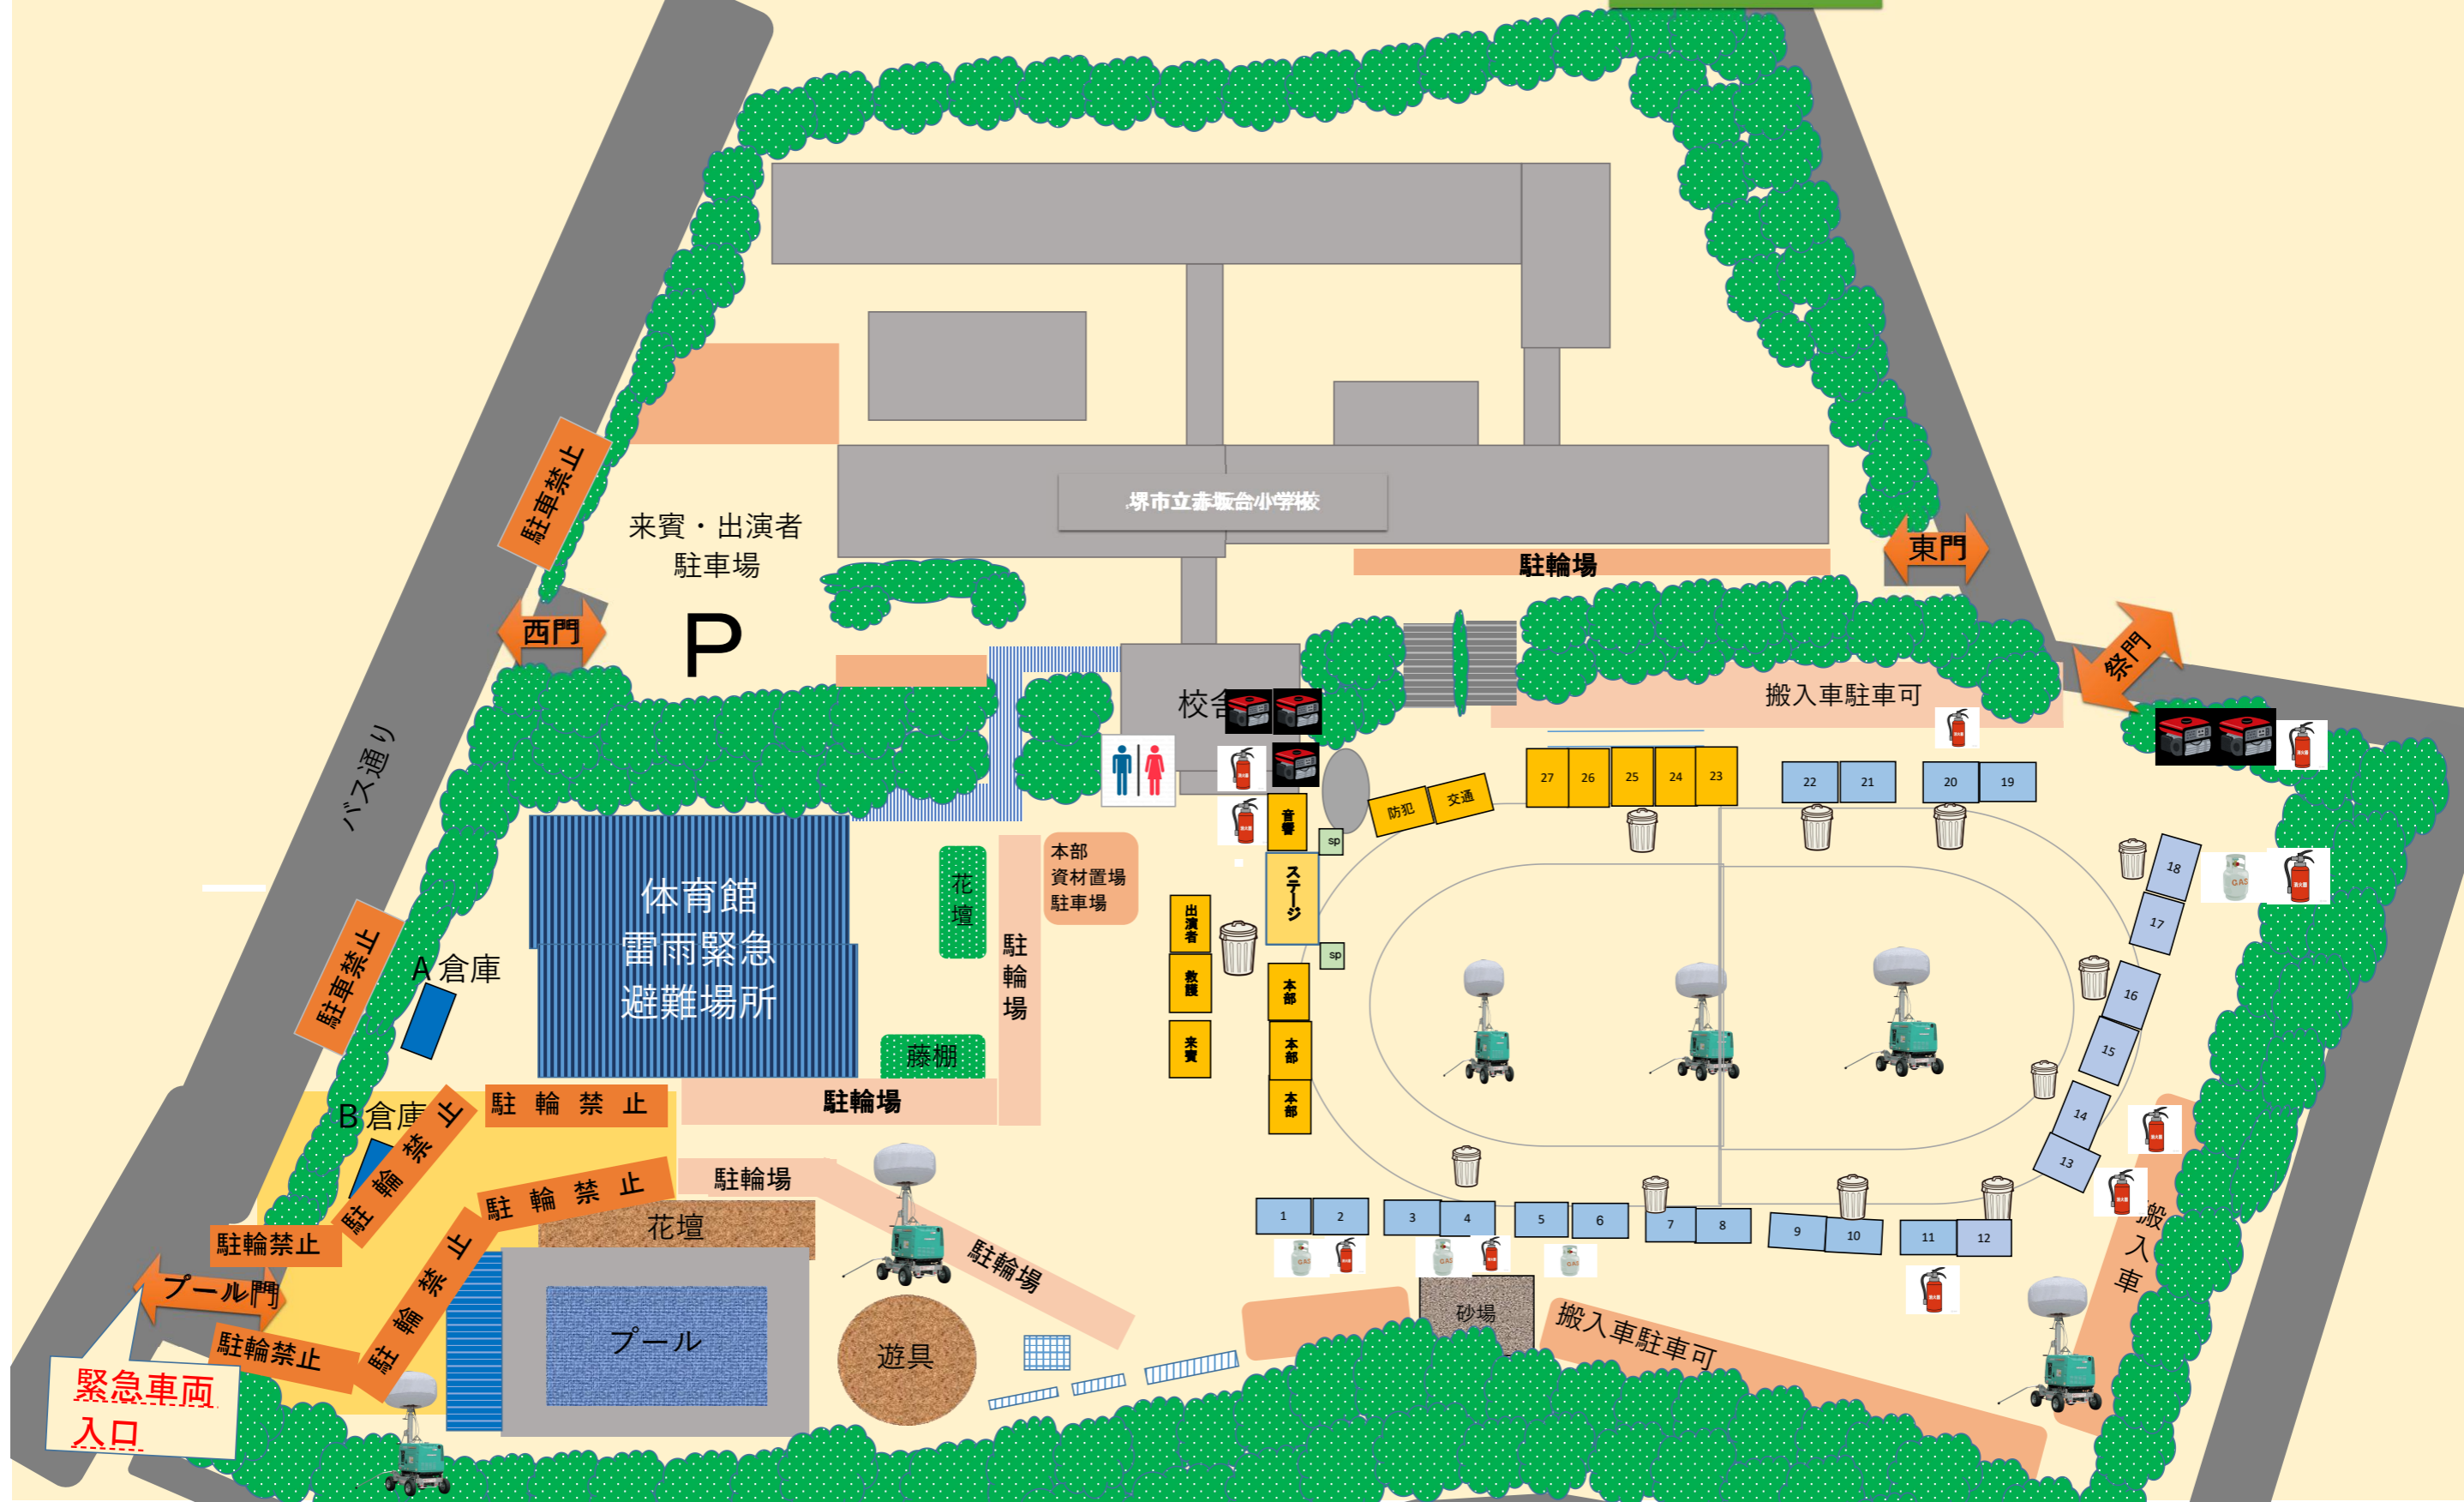 駐車禁止
来賓・出演者
駐車場
P
堺市立赤坂台小学校
駐輪場
東門
西門
祭門
校舎
搬入車駐車可
バス通り
27
26
25
24
23
22
21
20
19
防犯
交通
音響
sp
ステージ
sp
体育館
雷雨緊急
避難場所
花壇
本部
資材置場
駐車場
駐輪場
出演者
救護
来賓
本部
本部
本部
18
GAS
17
16
15
14
13
駐車禁止
A倉庫
藤棚
駐輪場
B倉庫
駐輪禁止
駐輪禁止
駐輪禁止
駐輪禁止
駐輪禁止
駐輪禁止
駐輪場
花壇
駐輪場
プール門
プール
遊具
緊急車両
入口
1
2
3
4
5
6
7
8
9
10
11
12
GAS
GAS
GAS
砂場
搬入車駐車可
搬入車